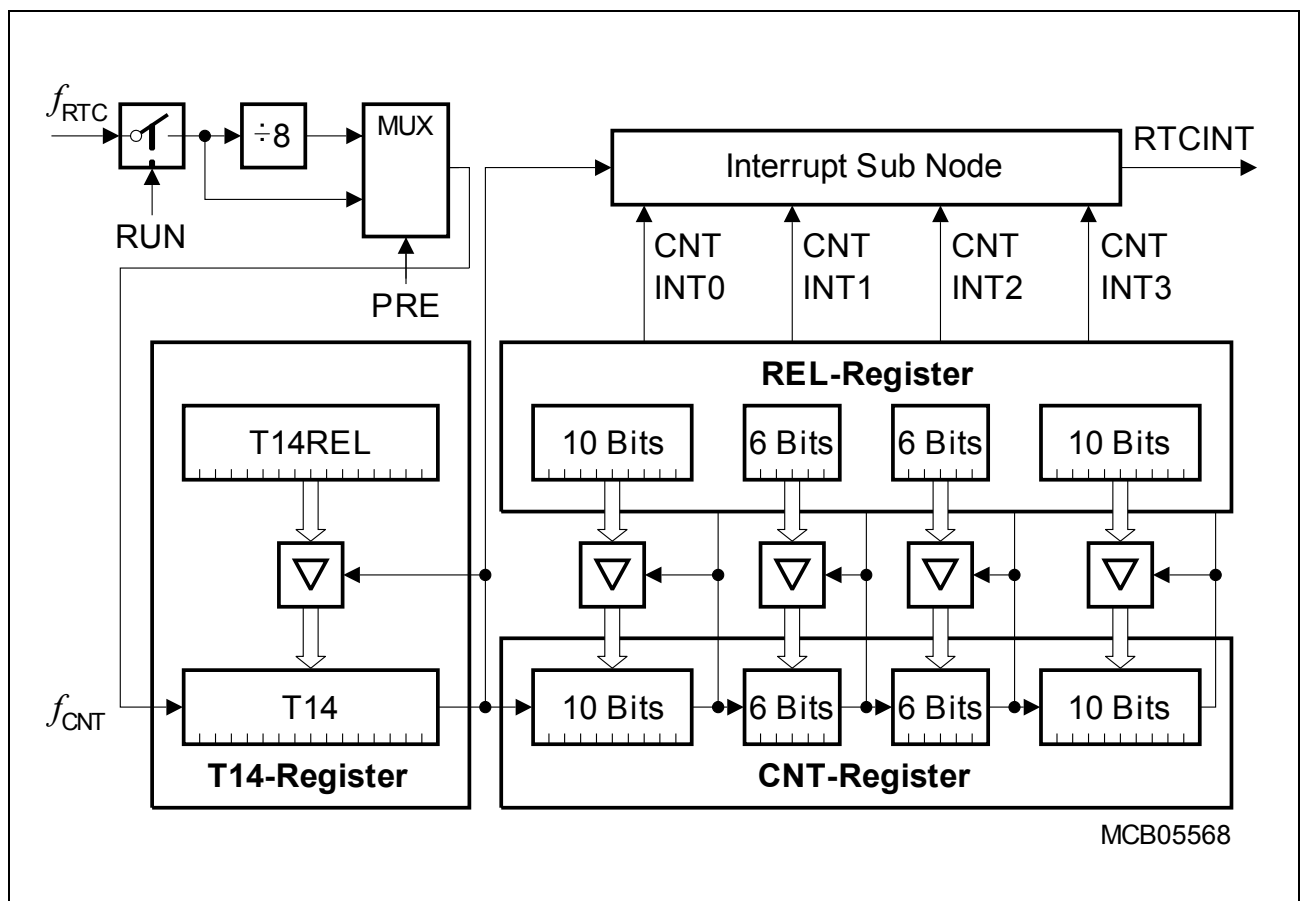 fRTC
÷8
MUX
RUN
PRE
Interrupt Sub Node
RTCINT
CNT
INT0
CNT
INT1
CNT
INT2
CNT
INT3
REL-Register
T14REL
10 Bits
6 Bits
6 Bits
10 Bits
fCNT
T14
10 Bits
6 Bits
6 Bits
10 Bits
T14-Register
CNT-Register
MCB05568